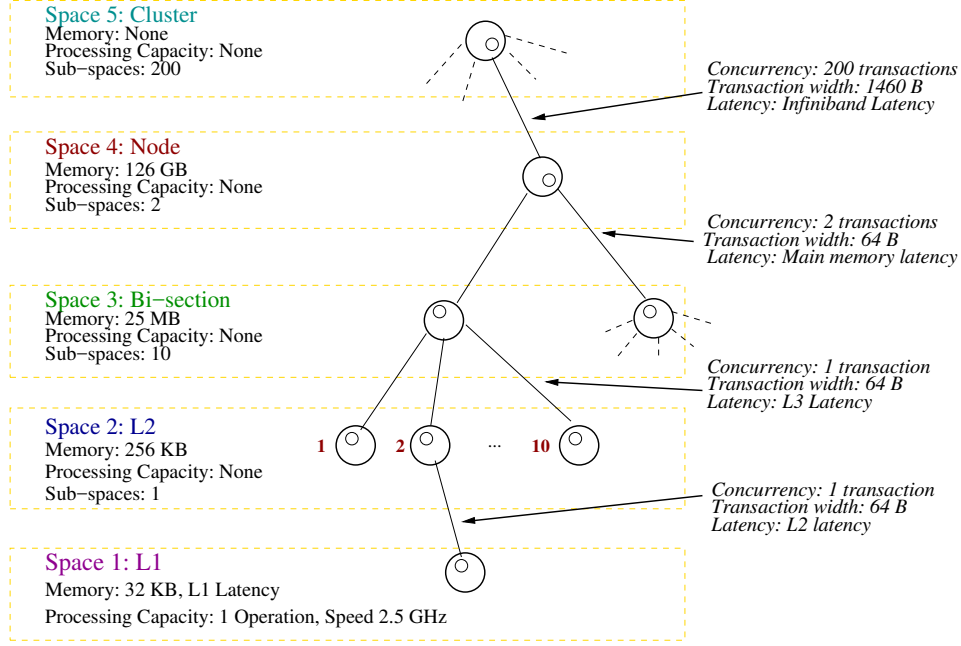 Space 5: Cluster
Memory: None
Processing Capacity: None
Sub−spaces: 200
Concurrency: 200 transactions
Transaction width: 1460 B
Latency: Infiniband Latency
Space 4: Node
Memory: 126 GB
Processing Capacity: None
Sub−spaces: 2
Concurrency: 2 transactions
Transaction width: 64 B
Latency: Main memory latency
Space 3: Bi−section
Memory: 25 MB
Processing Capacity: None
Sub−spaces: 10
Concurrency: 1 transaction
Transaction width: 64 B
Latency: L3 Latency
Space 2: L2
Memory: 256 KB
Processing Capacity: None
Sub−spaces: 1
1 2 ... 10
Concurrency: 1 transaction
Transaction width: 64 B
Latency: L2 latency
Space 1: L1
Memory: 32 KB, L1 Latency
Processing Capacity: 1 Operation, Speed 2.5 GHz